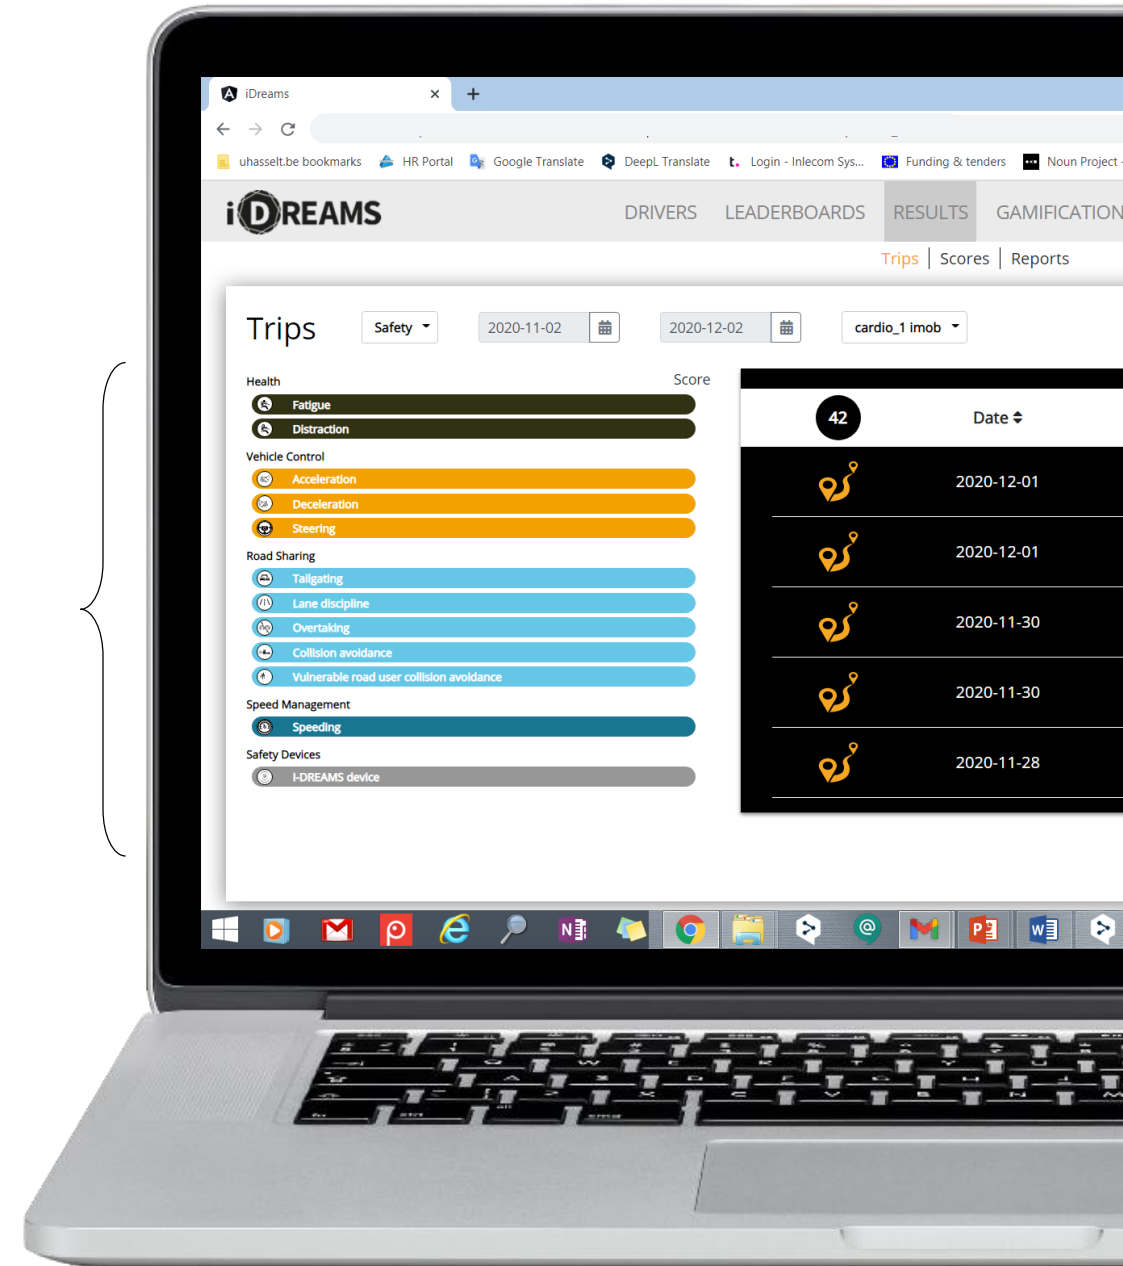 iDreams
uhasselt.be bookmarks HR Portal Google Translate DeepL Translate Login - Inlecom Sys... Funding & tenders Noun Project -
iDREAMS DRIVERS LEADERBOARDS RESULTS GAMIFICATION
Trips | Scores | Reports
Trips Safety 2020-11-02 2020-12-02 cardio_1 imob
Health Score
Fatigue
Distraction
Vehicle Control
Acceleration
Deceleration
Steering
Road Sharing
Tailgating
Lane discipline
Overtaking
Collision avoidance
Vulnerable road user collision avoidance
Speed Management
Speeding
Safety Devices
I-DREAMS device
42 Date
2020-12-01
2020-12-01
2020-11-30
2020-11-30
2020-11-28